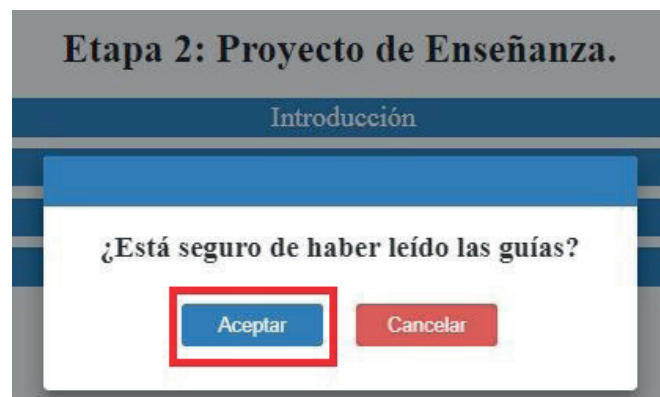 Etapa 2: Proyecto de Enseñanza.
Introducción
¿Está seguro de haber leído las guías?
Aceptar
Cancelar